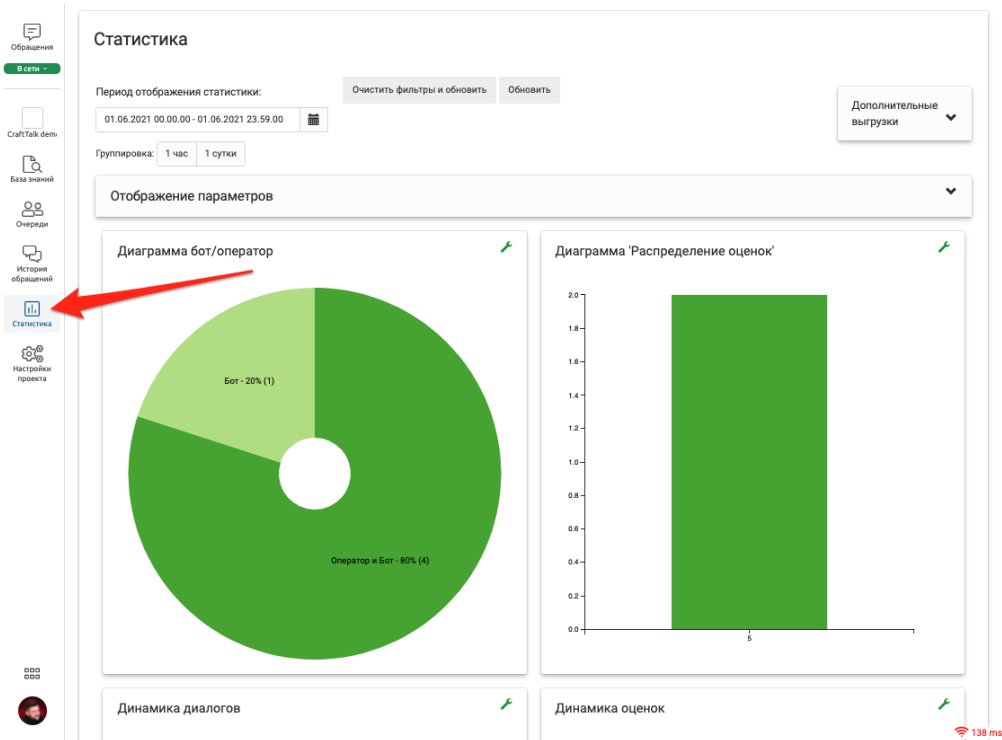 Обращения
В сети
CraftTalk demo
База знаний
Очереди
История
обращений
Статистика
Настройки
проекта
Статистика
Период отображения статистики:
Очистить фильтры и обновить
Обновить
01.06.2021 00.00.00 - 01.06.2021 23.59.00
Дополнительные
выгрузки
Группировка:
1 час
1 сутки
Отображение параметров
Диаграмма бот/оператор
Бот - 20% (1)
Оператор и Бот - 80% (4)
Диаграмма 'Распределение оценок'
2.0
1.8
1.6
1.4
1.2
1.0
0.8
0.6
0.4
0.2
0.0
5
Динамика диалогов
Динамика оценок
138 ms